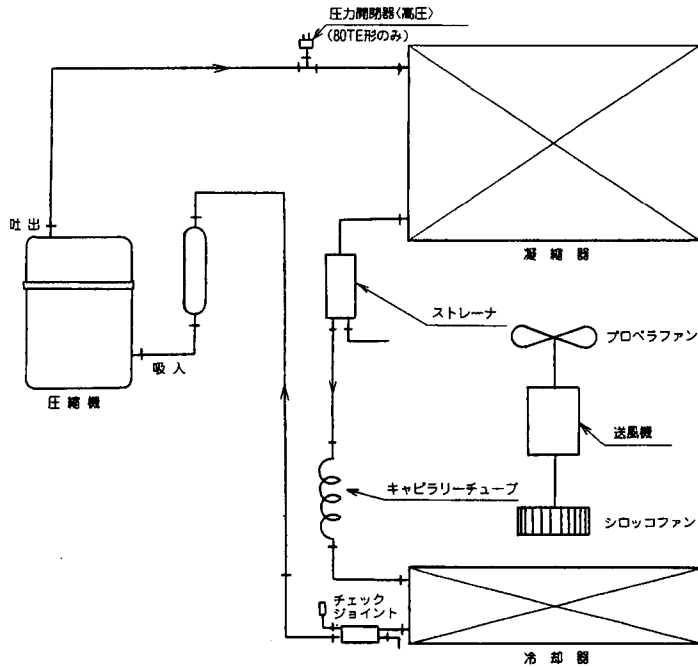 圧力開閉器(高圧)
(80TE形のみ)
吐出
凝縮器
ストレーナ
プロペラファン
吸入
圧縮機
送風機
キャピラリーチューブ
シロッコファン
チェック
ジョイント
冷却器